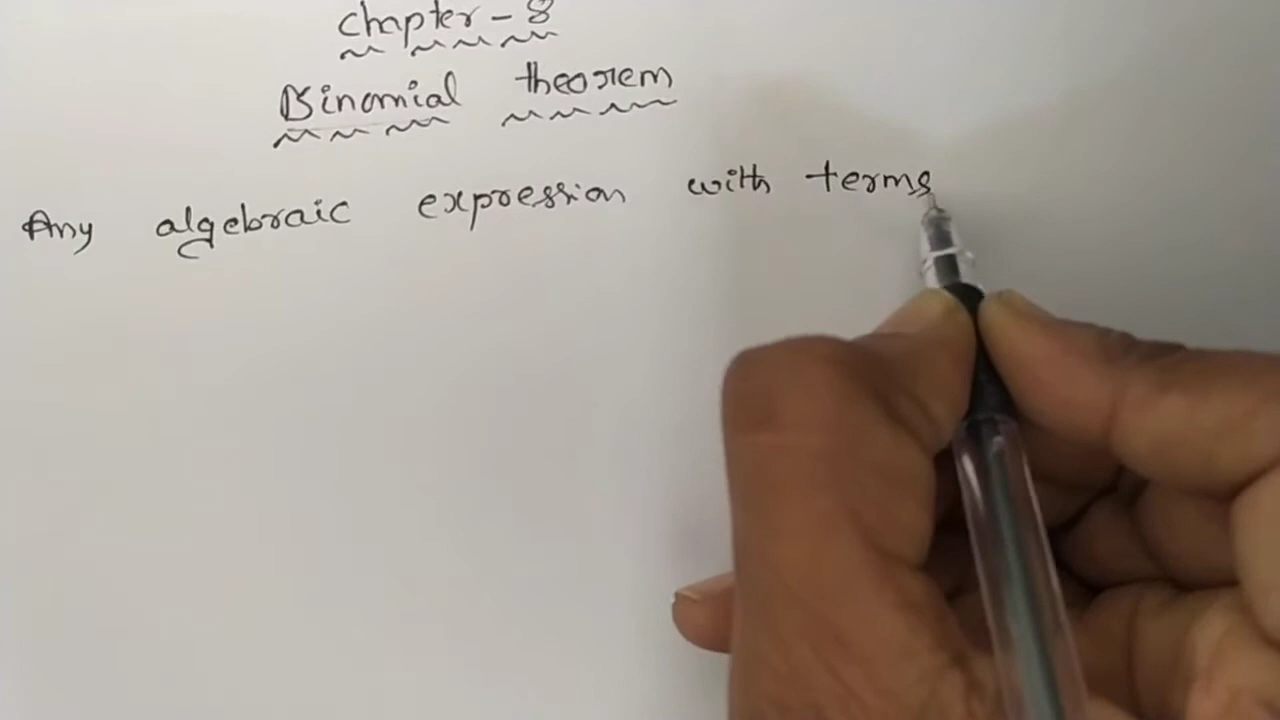 Chapter - 8
Binomial theorem
Any algebraic expression with terms